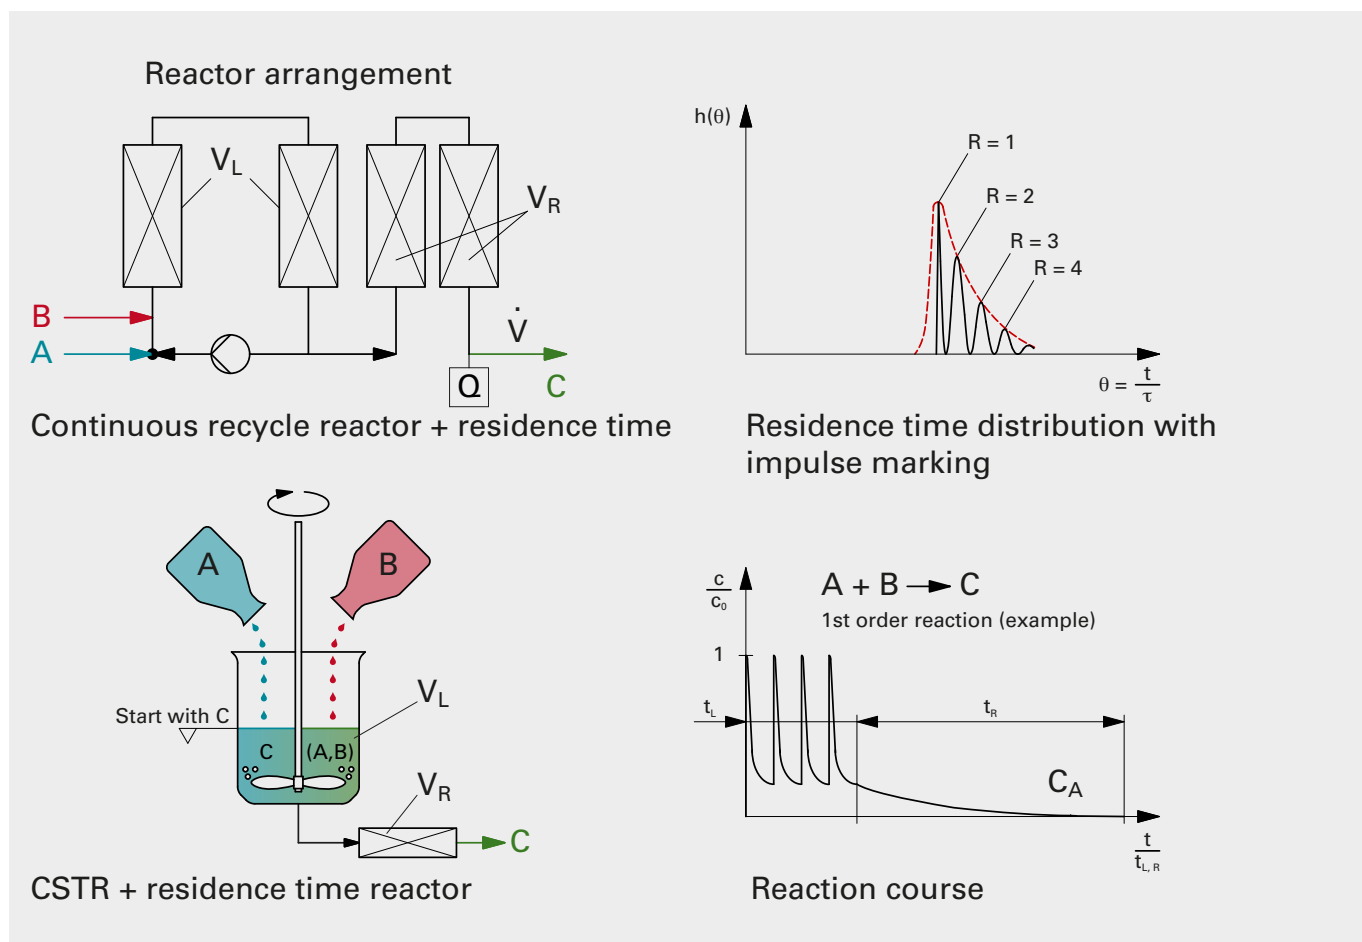 Reactor arrangement
V_L
V_R
B
A
V̇
Q
C
Continuous recycle reactor + residence time
h(θ)
R = 1
R = 2
R = 3
R = 4
θ = t/τ
Residence time distribution with
impulse marking
A
B
Start with C
C
(A,B)
V_L
V_R
C
CSTR + residence time reactor
c/c₀
A + B → C
1st order reaction (example)
1
t_L
t_R
C_A
t/t_L, R
Reaction course